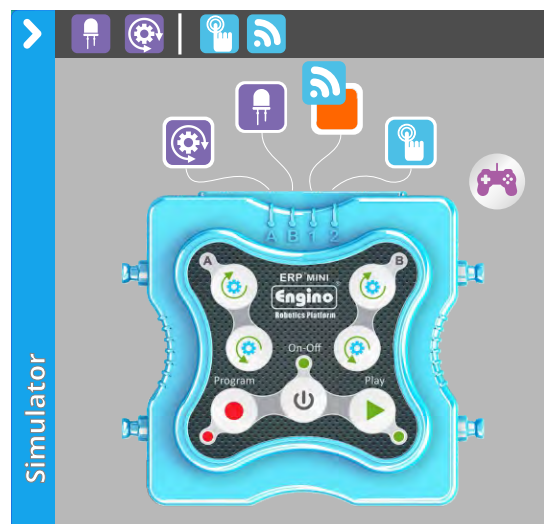 A B 1 2
A
B
ERP MINI
Engino
Robotics Platform
On-Off
Program
Play
Simulator